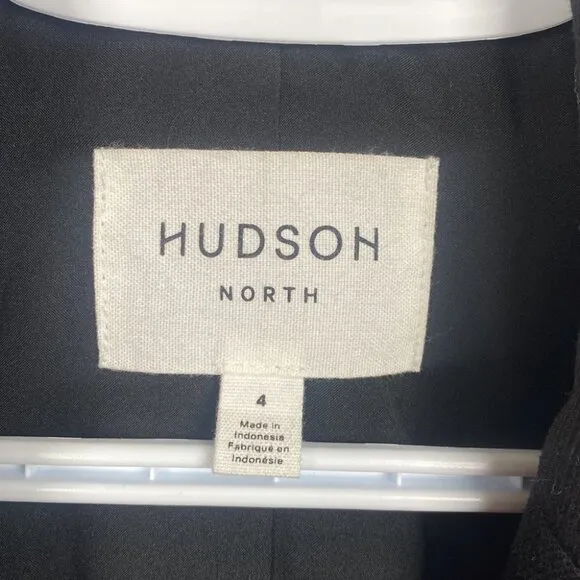 HUDSON
NORTH
4
Made in
Indonesia
Fabriqué en
Indonésie